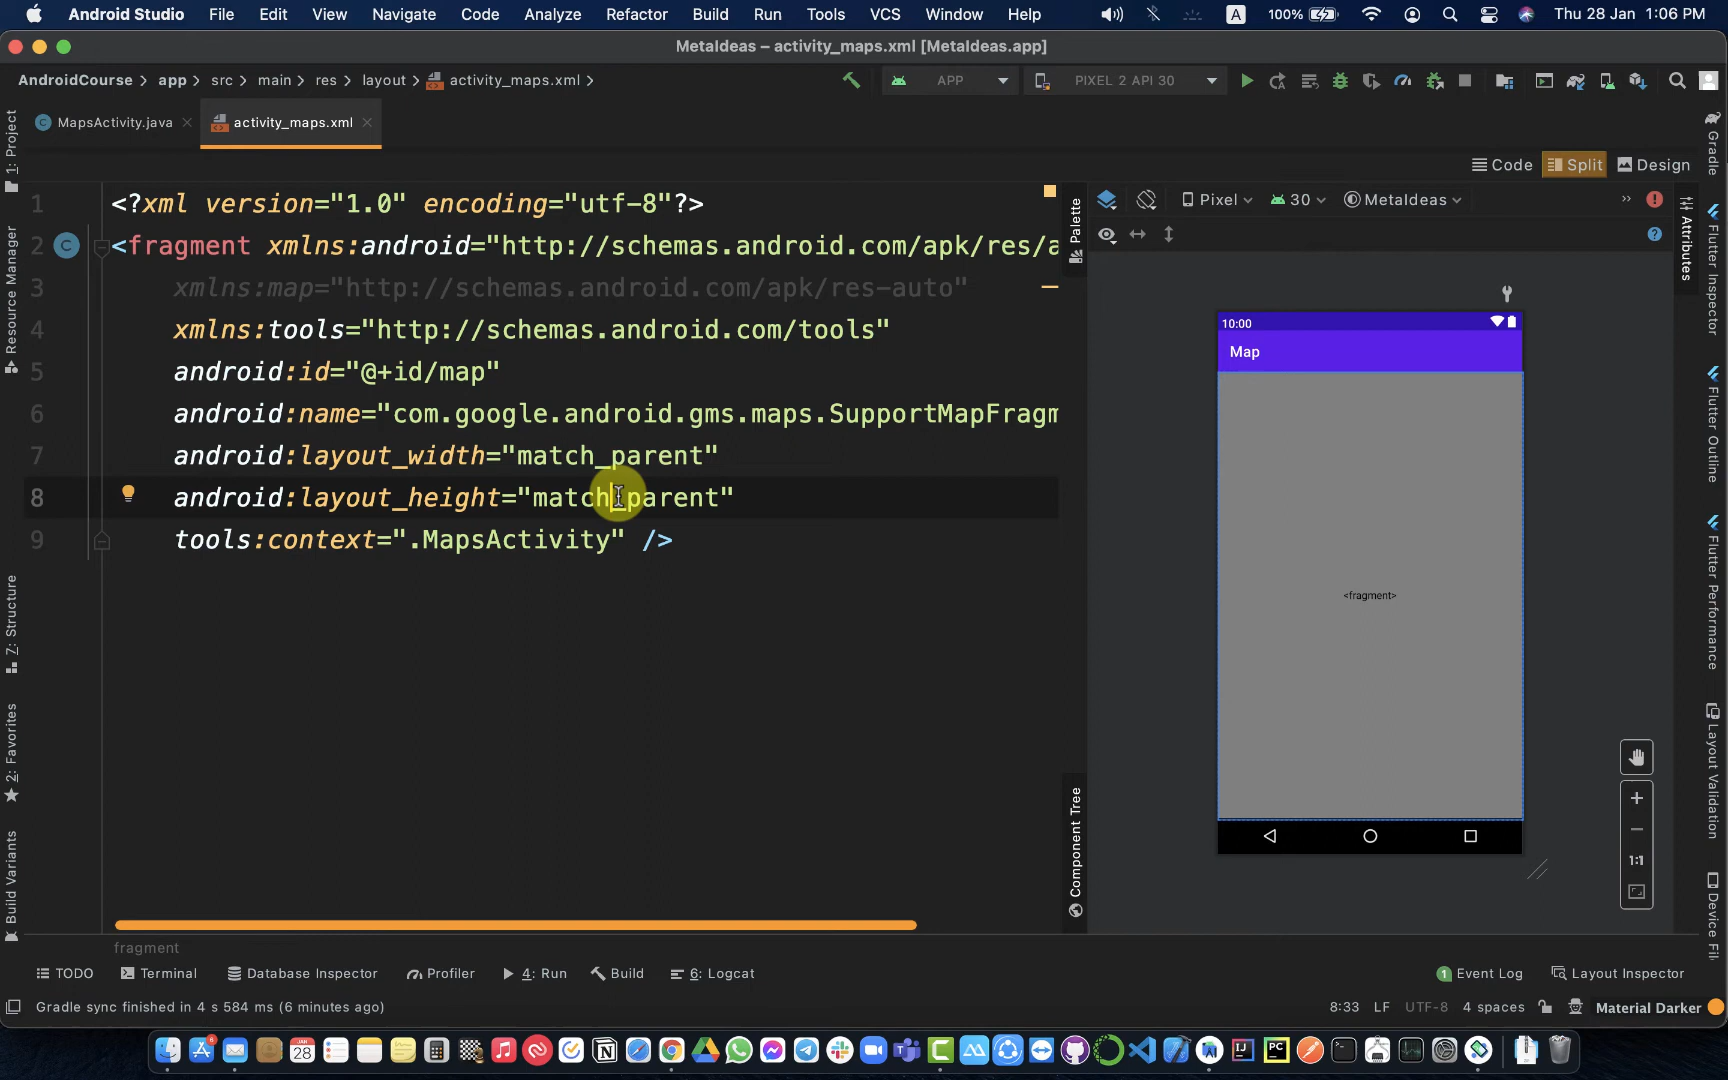 Android Studio File Edit View Navigate Code Analyze Refactor Build Run Tools VCS Window Help A 100% Thu 28 Jan 1:06 PM
MetaIdeas – activity_maps.xml [MetaIdeas.app]
AndroidCourse app src main res layout activity_maps.xml APP PIXEL 2 API 30
MapsActivity.java activity_maps.xml
Code Split Design
Pixel 30 MetaIdeas
1 <?xml version="1.0" encoding="utf-8"?>
2 <fragment xmlns:android="http://schemas.android.com/apk/res/a
3 xmlns:map="http://schemas.android.com/apk/res-auto"
4 xmlns:tools="http://schemas.android.com/tools"
5 android:id="@+id/map"
6 android:name="com.google.android.gms.maps.SupportMapFragm
7 android:layout_width="match_parent"
8 android:layout_height="match_parent"
9 tools:context=".MapsActivity" />
1: Project
Resource Manager
7: Structure
2: Favorites
Build Variants
Palette
Component Tree
10:00
Map
<fragment>
1:1
Attributes
Gradle
Flutter Inspector
Flutter Outline
Flutter Performance
Layout Validation
Device Fil
fragment
TODO Terminal Database Inspector Profiler 4: Run Build 6: Logcat 1 Event Log Layout Inspector
Gradle sync finished in 4 s 584 ms (6 minutes ago) 8:33 LF UTF-8 4 spaces Material Darker